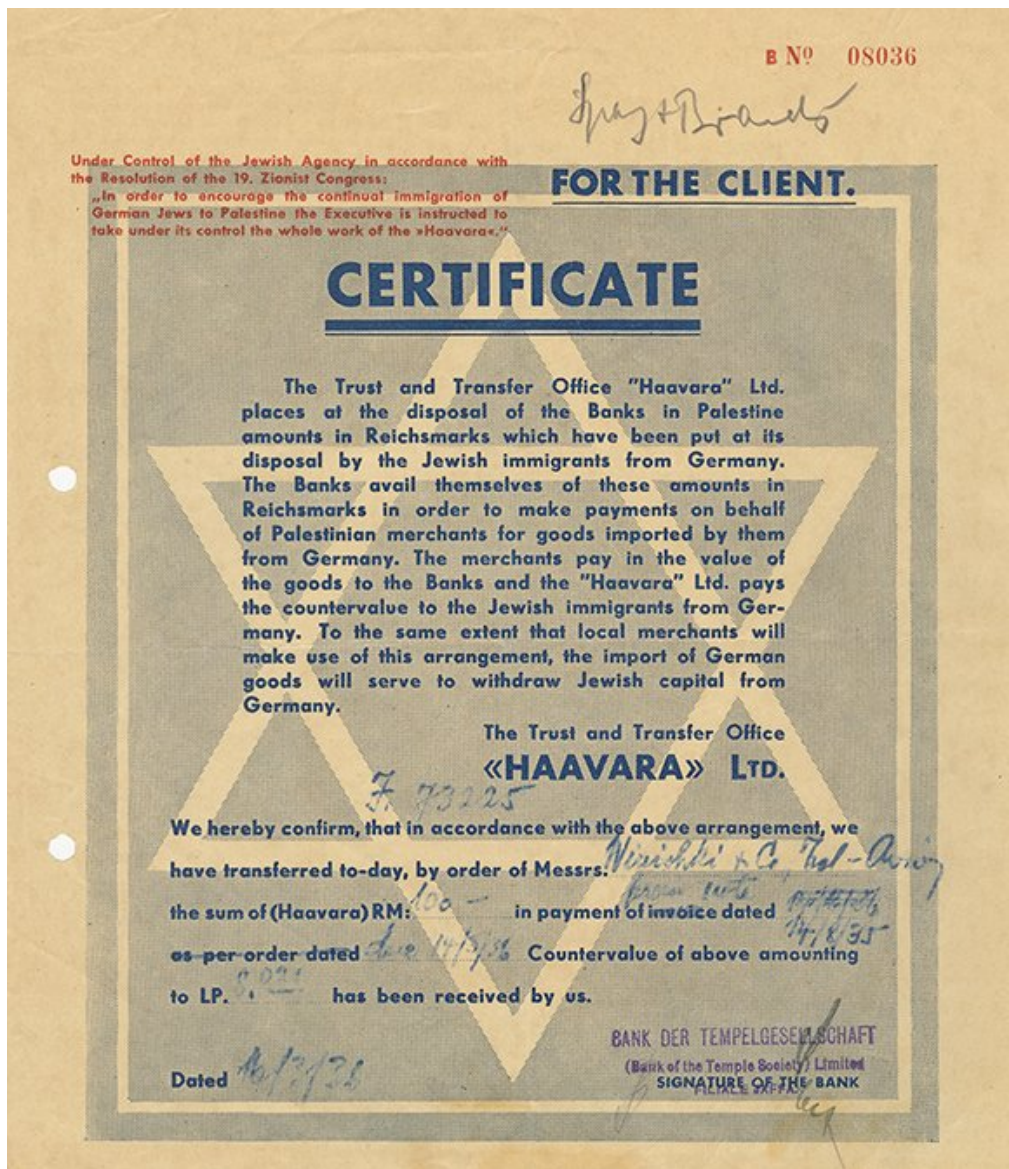 B Nº 08036
Under Control of the Jewish Agency in accordance with
the Resolution of the 19. Zionist Congress:
„In order to encourage the continual immigration of
German Jews to Palestine the Executive is instructed to
take under its control the whole work of the »Haavara«.“
FOR THE CLIENT.
CERTIFICATE
The Trust and Transfer Office "Haavara" Ltd.
places at the disposal of the Banks in Palestine
amounts in Reichsmarks which have been put at its
disposal by the Jewish immigrants from Germany.
The Banks avail themselves of these amounts in
Reichsmarks in order to make payments on behalf
of Palestinian merchants for goods imported by them
from Germany. The merchants pay in the value of
the goods to the Banks and the "Haavara" Ltd. pays
the countervalue to the Jewish immigrants from Ger-
many. To the same extent that local merchants will
make use of this arrangement, the import of German
goods will serve to withdraw Jewish capital from
Germany.
The Trust and Transfer Office
«HAAVARA» LTD.
73225
We hereby confirm, that in accordance with the above arrangement, we
have transferred to-day, by order of Messrs. & Co, Tel-Aviv
the sum of (Haavara) RM: 100 — in payment of invoice dated
14/8/35
as per order dated Countervalue of above amounting
to LP. has been received by us.
BANK DER TEMPELGESELLSCHAFT
(Bank of the Temple Society) Limited
Dated SIGNATURE OF THE BANK
FILIALE JAFFA